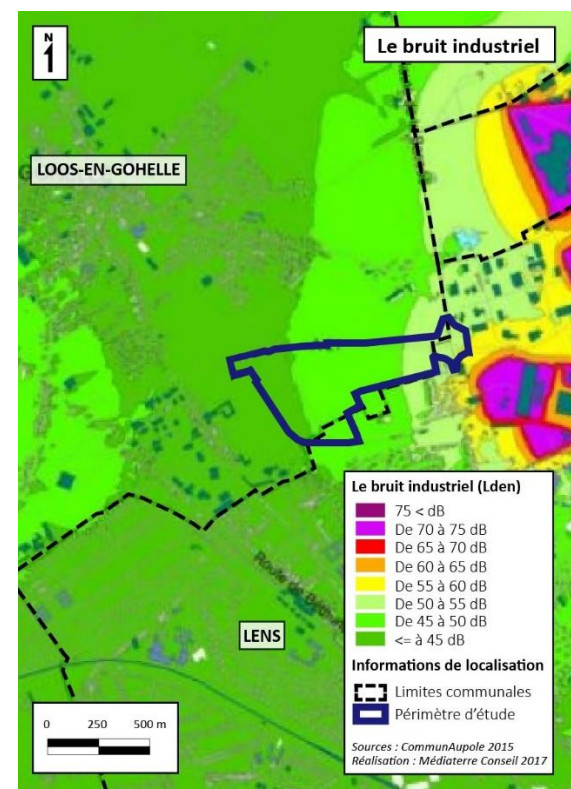 N
Le bruit industriel
LOOS-EN-GOHELLE
LENS
Le bruit industriel (Lden)
75 < dB
De 70 à 75 dB
De 65 à 70 dB
De 60 à 65 dB
De 55 à 60 dB
De 50 à 55 dB
De 45 à 50 dB
<= à 45 dB
Informations de localisation
Limites communales
Périmètre d'étude
Sources : CommunAupole 2015
Réalisation : Médiaterre Conseil 2017
0 250 500 m